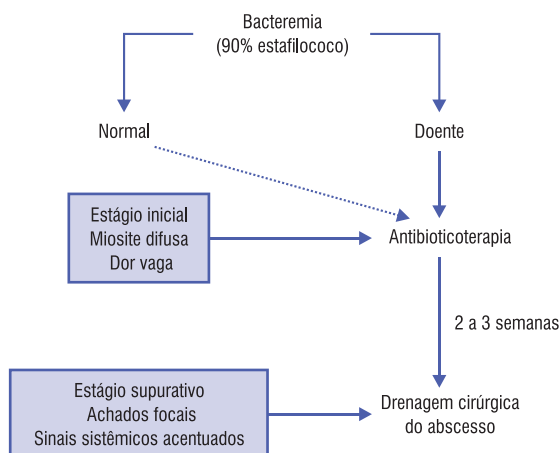 Bacteremia
(90% estafilococo)
Normal
Doente
Estágio inicial
Miosite difusa
Dor vaga
Antibioticoterapia
2 a 3 semanas
Estágio supurativo
Achados focais
Sinais sistêmicos acentuados
Drenagem cirúrgica
do abscesso